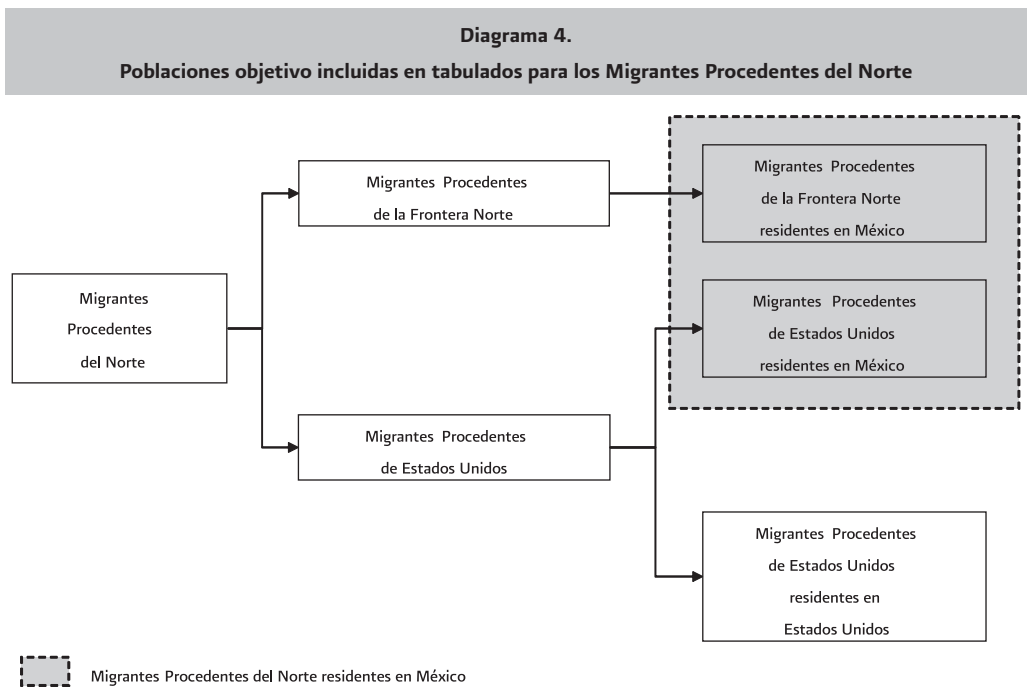 Diagrama 4.
Poblaciones objetivo incluidas en tabulados para los Migrantes Procedentes del Norte
Migrantes
Procedentes
del Norte
Migrantes Procedentes
de la Frontera Norte
Migrantes Procedentes
de Estados Unidos
Migrantes Procedentes
de la Frontera Norte
residentes en México
Migrantes Procedentes
de Estados Unidos
residentes en México
Migrantes Procedentes
de Estados Unidos
residentes en
Estados Unidos
Migrantes Procedentes del Norte residentes en México